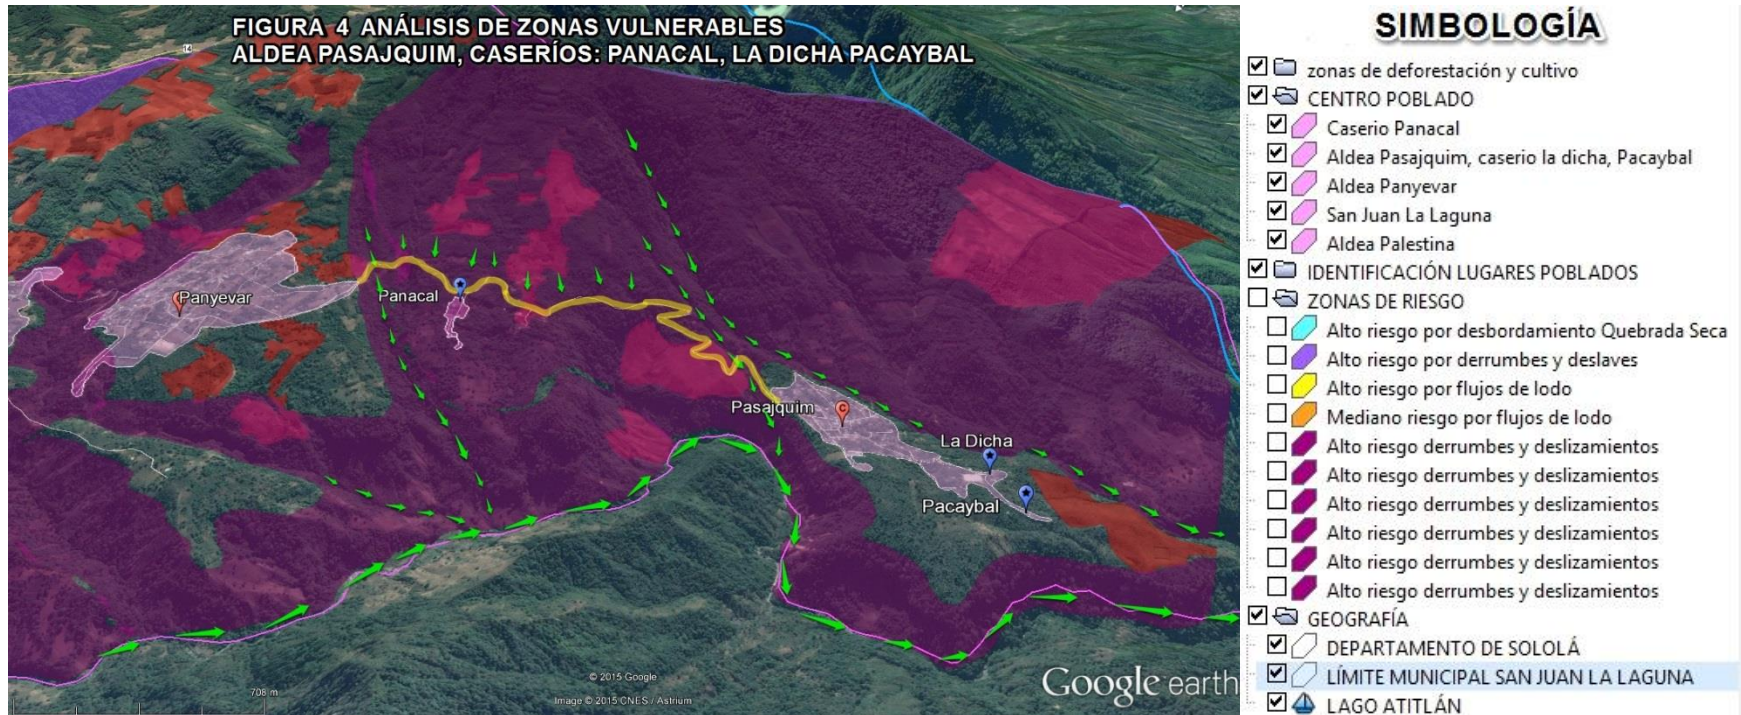 FIGURA 4 ANÁLISIS DE ZONAS VULNERABLES
ALDEA PASAJQUIM, CASERÍOS: PANACAL, LA DICHA PACAYBAL
14
Panyevar
Panacal
Pasajquim
La Dicha
Pacaybal
708 m
© 2015 Google
Image © 2015 CNES / Astrium
Google earth
SIMBOLOGÍA
zonas de deforestación y cultivo
CENTRO POBLADO
Caserio Panacal
Aldea Pasajquim, caserio la dicha, Pacaybal
Aldea Panyevar
San Juan La Laguna
Aldea Palestina
IDENTIFICACIÓN LUGARES POBLADOS
ZONAS DE RIESGO
Alto riesgo por desbordamiento Quebrada Seca
Alto riesgo por derrumbes y deslaves
Alto riesgo por flujos de lodo
Mediano riesgo por flujos de lodo
Alto riesgo derrumbes y deslizamientos
Alto riesgo derrumbes y deslizamientos
Alto riesgo derrumbes y deslizamientos
Alto riesgo derrumbes y deslizamientos
Alto riesgo derrumbes y deslizamientos
Alto riesgo derrumbes y deslizamientos
GEOGRAFÍA
DEPARTAMENTO DE SOLOLÁ
LÍMITE MUNICIPAL SAN JUAN LA LAGUNA
LAGO ATITLÁN